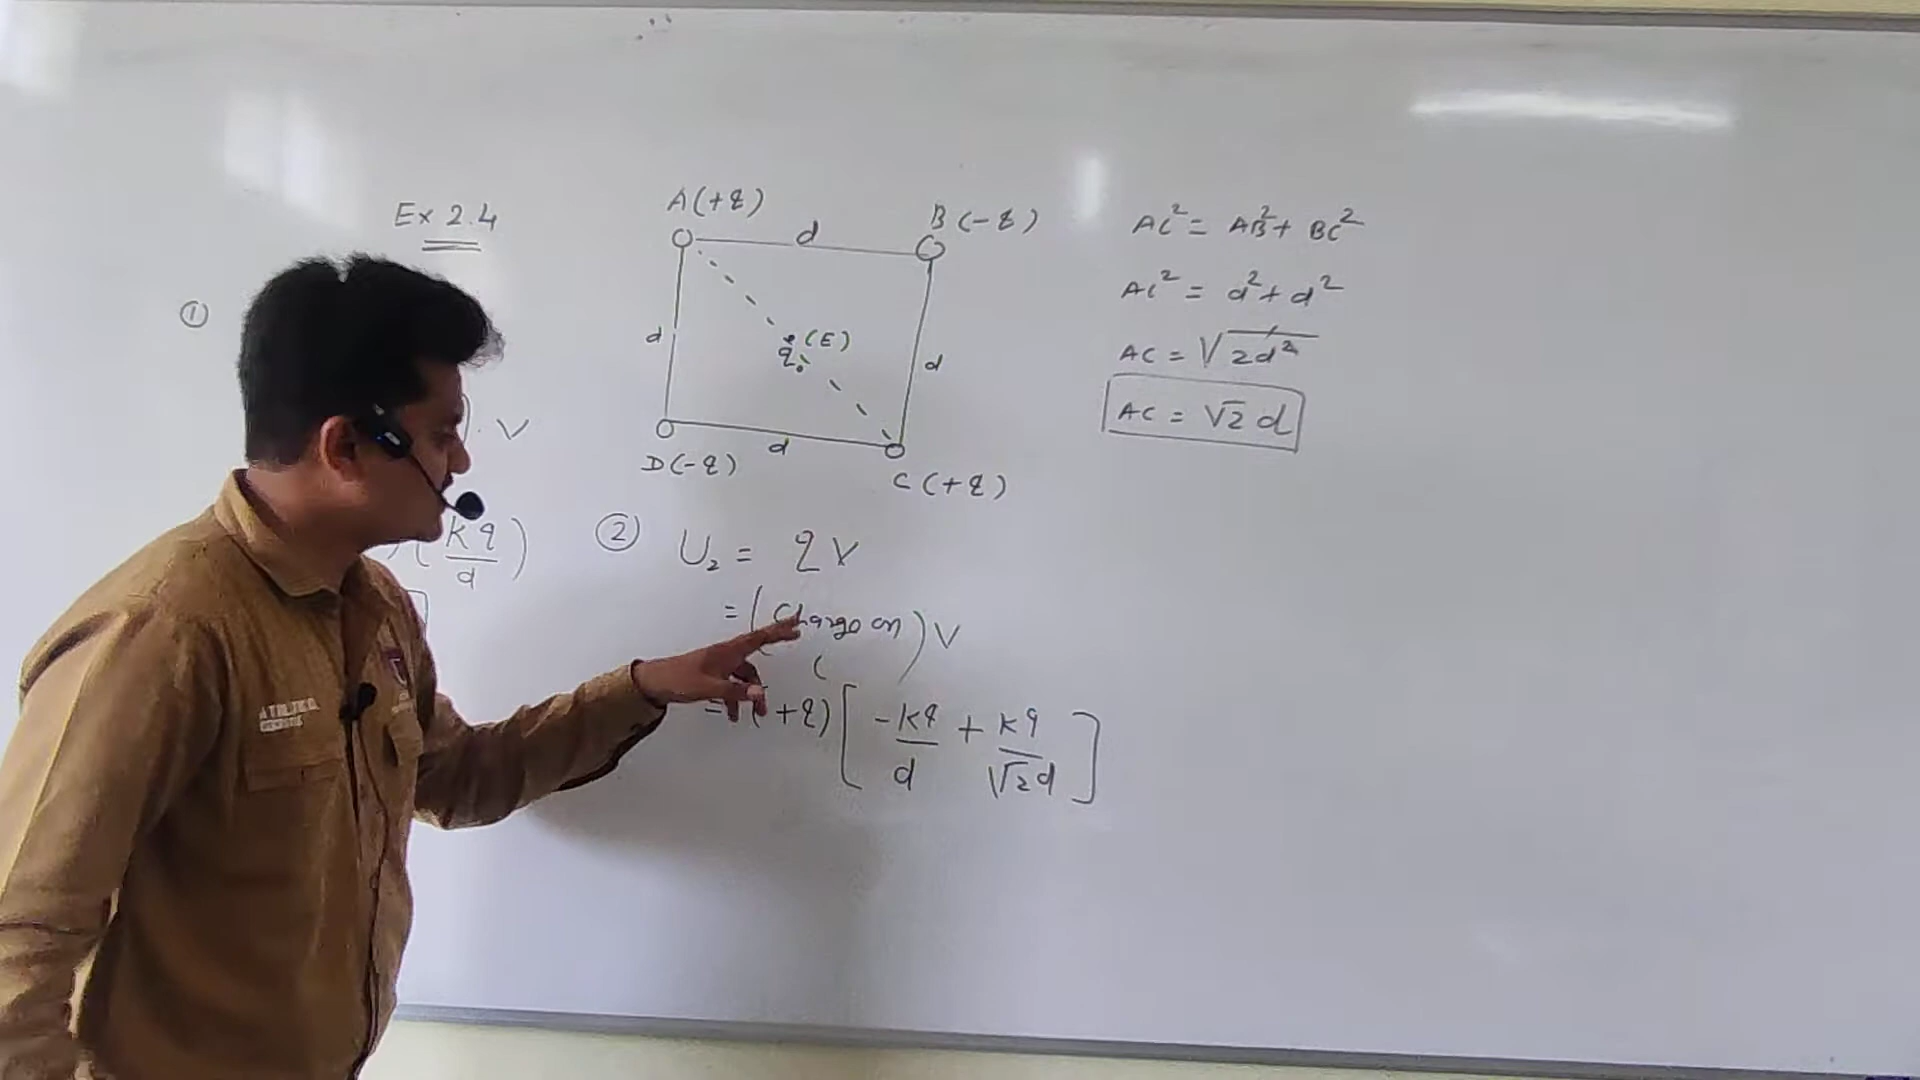 Ex 2.4
①
. V
(kq/d)
A(+q)
d
B(-q)
d
q₀ (E)
d
D(-q)
d
C(+q)
AC² = AB² + BC²
AC² = d² + d²
AC = √2d²
AC = √2 d
② U₂ = qV
= (Charge on C) V
= (+q) [-kq/d + kq/√2d]